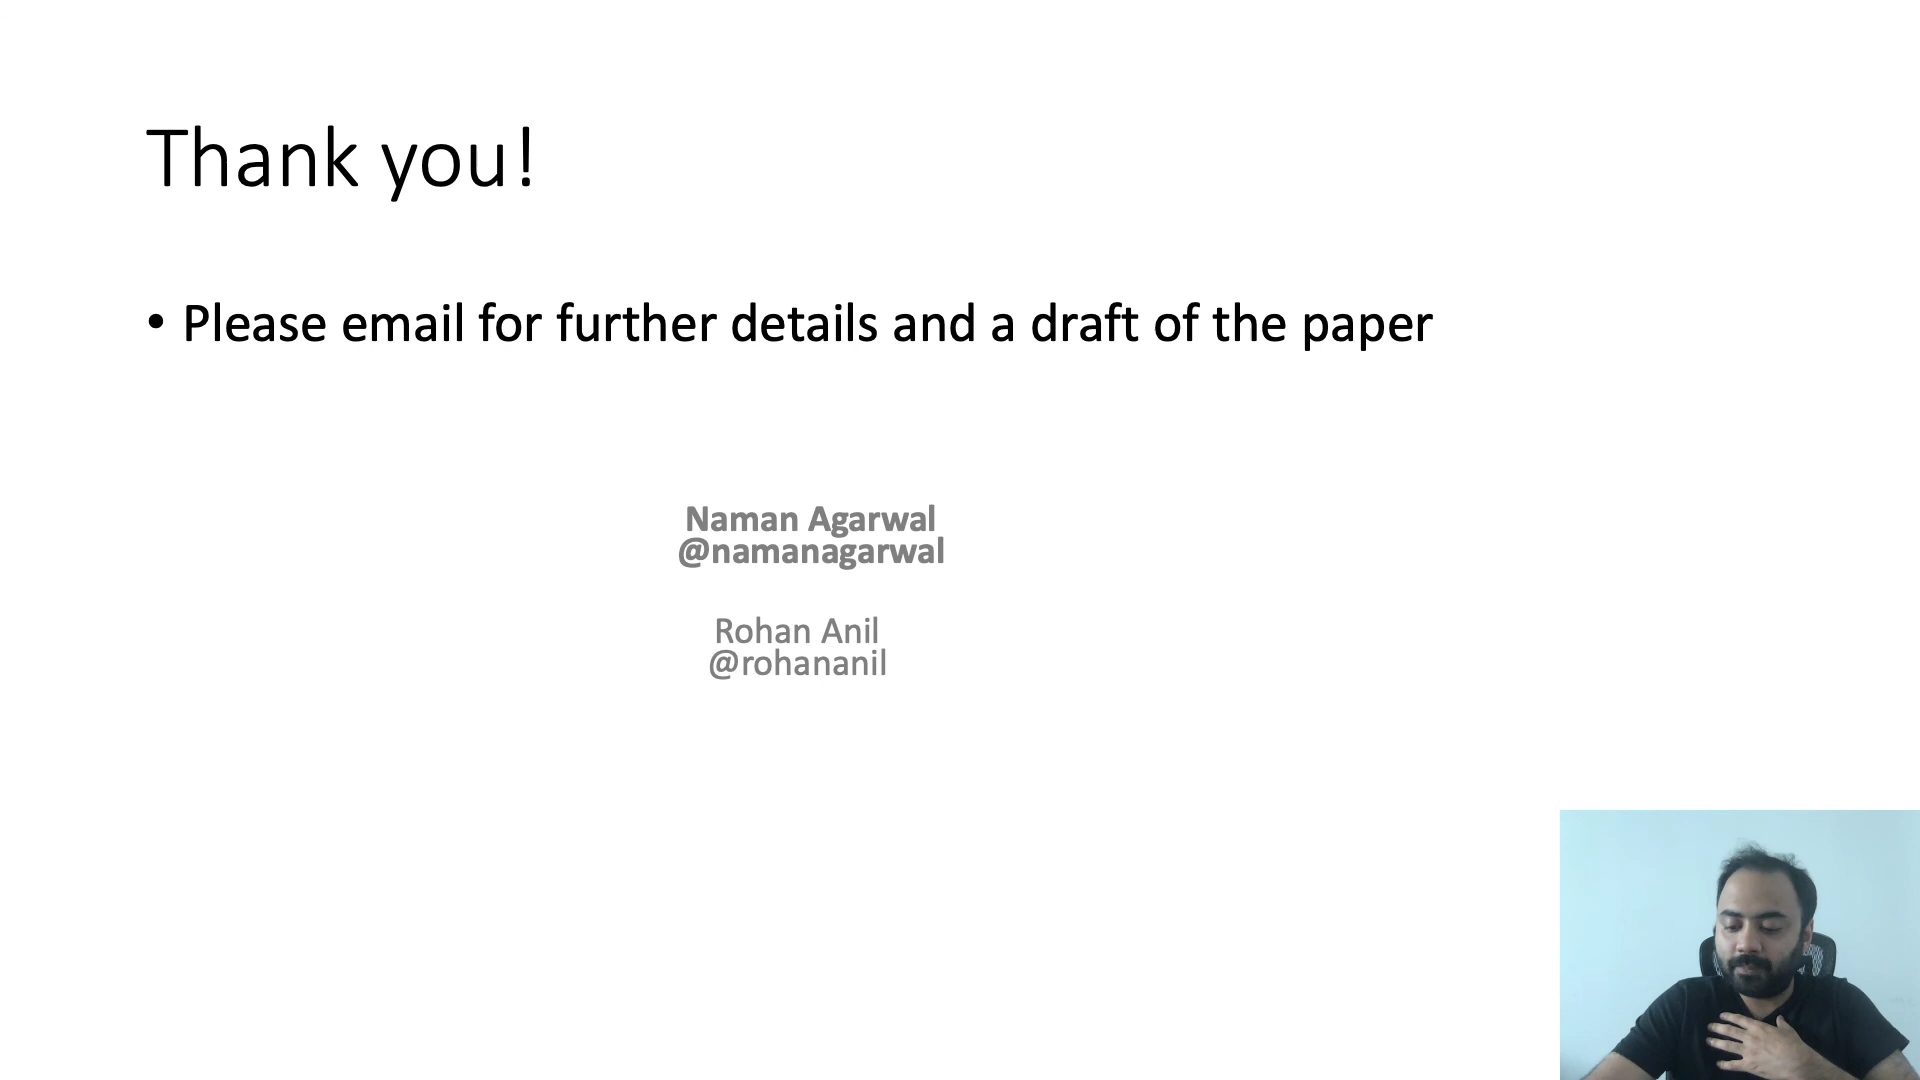 Thank you!
• Please email for further details and a draft of the paper
Naman Agarwal
@namanagarwal
Rohan Anil
@rohananil